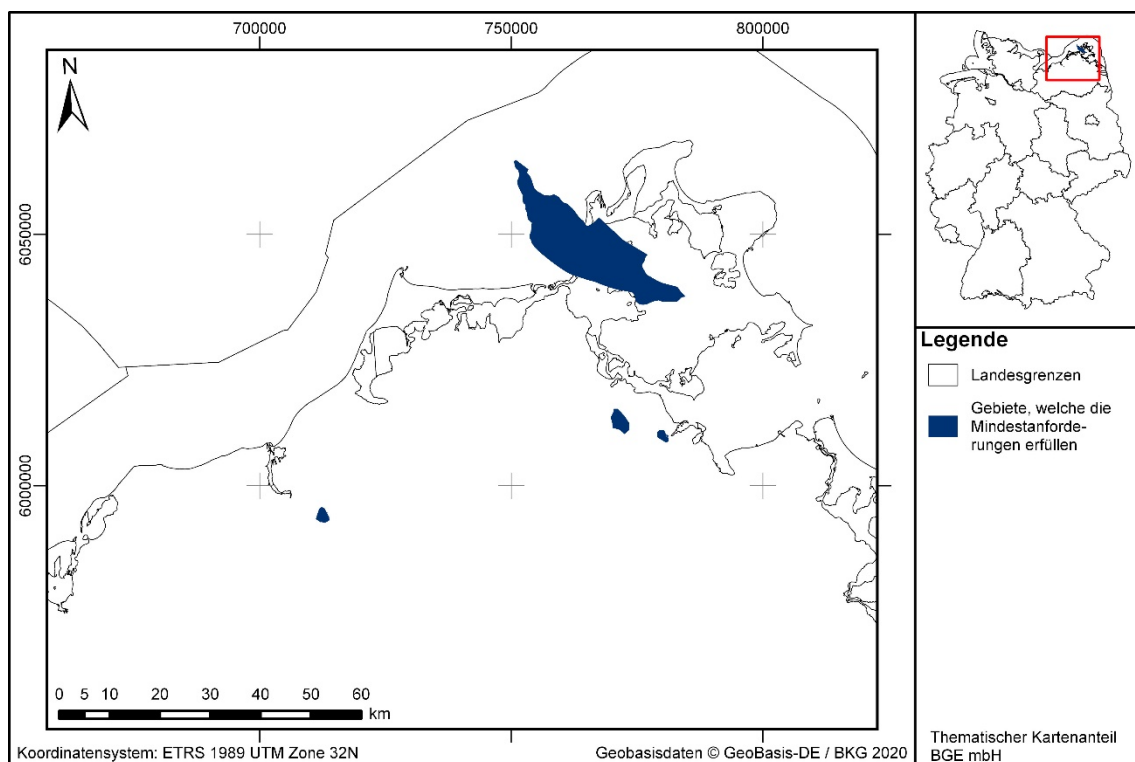 700000
750000
800000
N
6050000
6000000
0 5 10 20 30 40 50 60
km
Koordinatensystem: ETRS 1989 UTM Zone 32N
Geobasisdaten © GeoBasis-DE / BKG 2020
Legende
Landesgrenzen
Gebiete, welche die
Mindestanforde-
rungen erfüllen
Thematischer Kartenanteil
BGE mbH